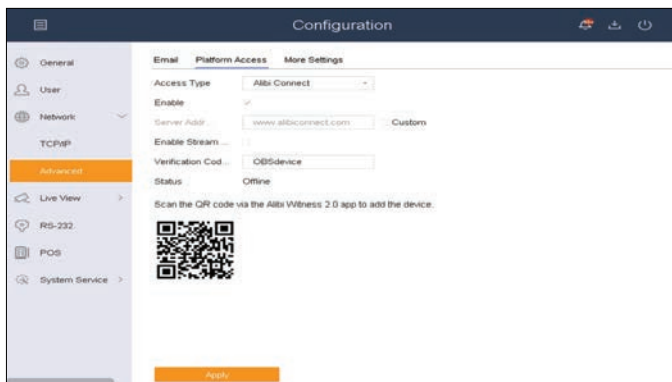 Configuration
General
User
Network
TCP/IP
Advanced
Live View
RS-232
POS
System Service
Email Platform Access More Settings
Access Type Alibi Connect
Enable
Server Addr... www.alibiconnect.com Custom
Enable Stream ...
Verification Cod... OBSdevice
Status Offline
Scan the QR code via the Alibi Witness 2.0 app to add the device.
Apply